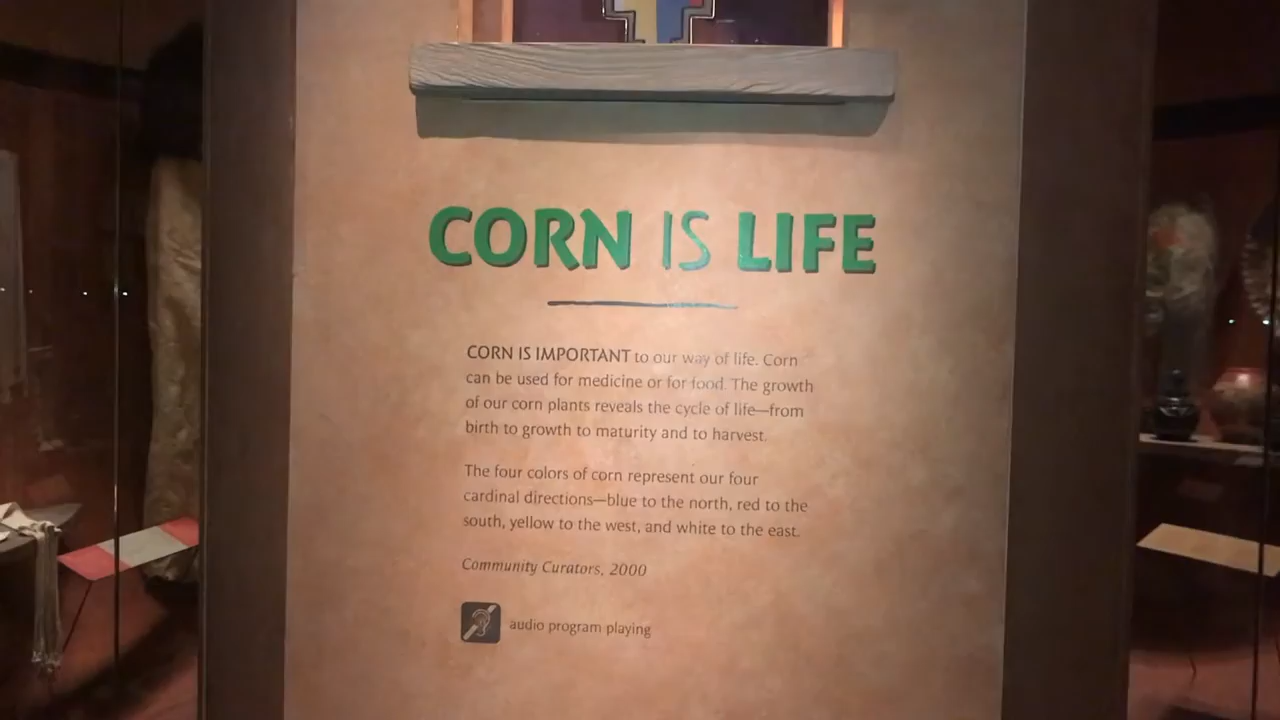 CORN IS LIFE
CORN IS IMPORTANT to our way of life. Corn
can be used for medicine or for food. The growth
of our corn plants reveals the cycle of life—from
birth to growth to maturity and to harvest.
The four colors of corn represent our four
cardinal directions—blue to the north, red to the
south, yellow to the west, and white to the east.
Community Curators, 2000
audio program playing